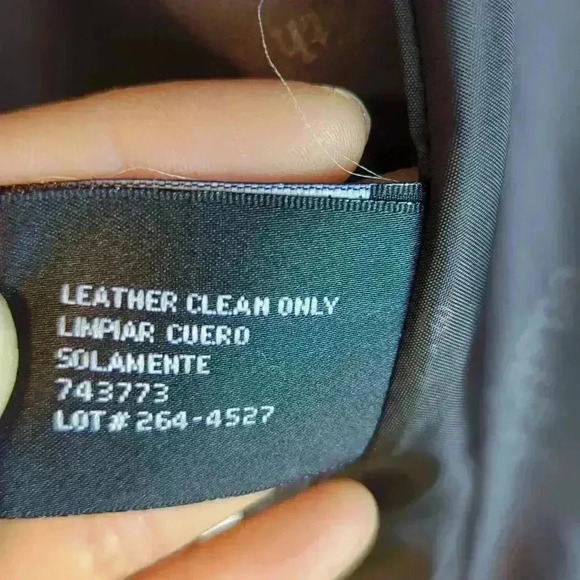 LEATHER CLEAN ONLY
LIMPIAR CUERO
SOLAMENTE
743773
LOT # 264-4527